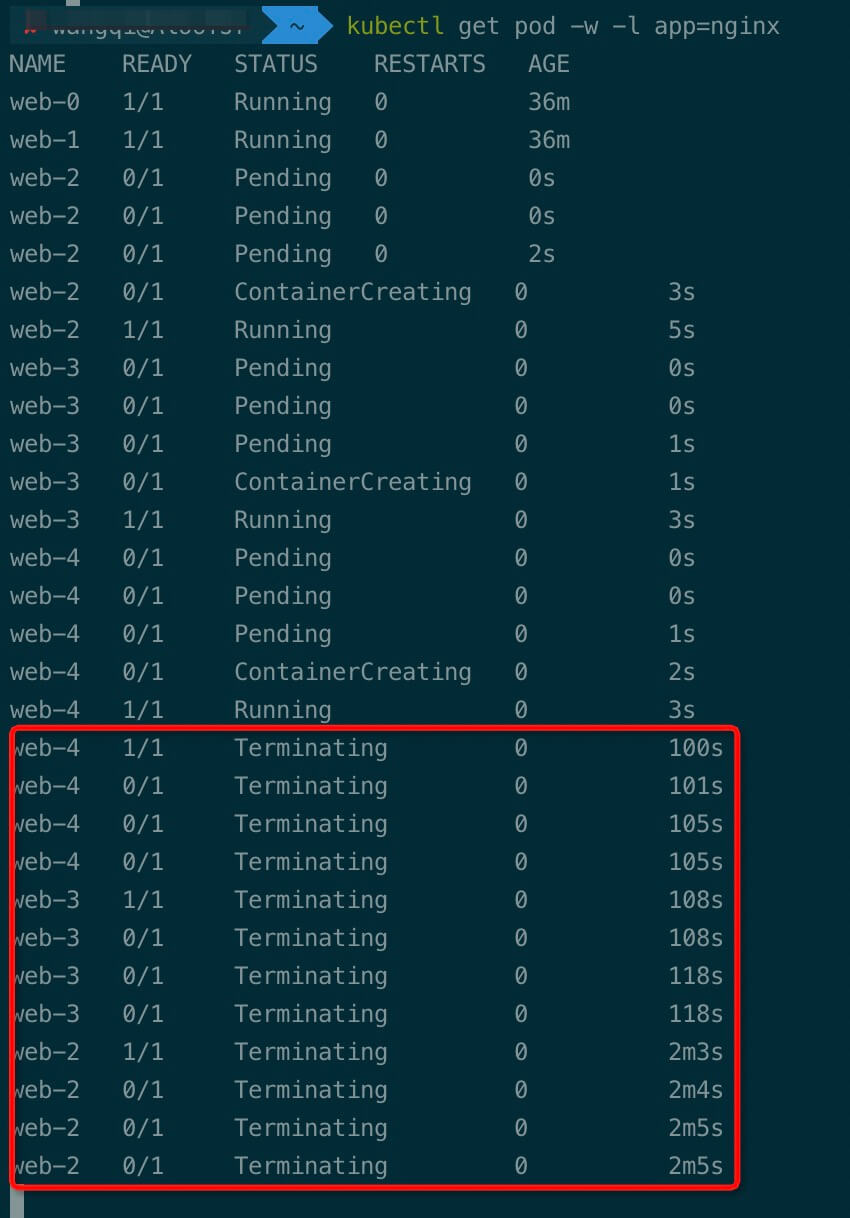 ~ kubectl get pod -w -l app=nginx
NAME READY STATUS RESTARTS AGE
web-0 1/1 Running 0 36m
web-1 1/1 Running 0 36m
web-2 0/1 Pending 0 0s
web-2 0/1 Pending 0 0s
web-2 0/1 Pending 0 2s
web-2 0/1 ContainerCreating 0 3s
web-2 1/1 Running 0 5s
web-3 0/1 Pending 0 0s
web-3 0/1 Pending 0 0s
web-3 0/1 Pending 0 1s
web-3 0/1 ContainerCreating 0 1s
web-3 1/1 Running 0 3s
web-4 0/1 Pending 0 0s
web-4 0/1 Pending 0 0s
web-4 0/1 Pending 0 1s
web-4 0/1 ContainerCreating 0 2s
web-4 1/1 Running 0 3s
web-4 1/1 Terminating 0 100s
web-4 0/1 Terminating 0 101s
web-4 0/1 Terminating 0 105s
web-4 0/1 Terminating 0 105s
web-3 1/1 Terminating 0 108s
web-3 0/1 Terminating 0 108s
web-3 0/1 Terminating 0 118s
web-3 0/1 Terminating 0 118s
web-2 1/1 Terminating 0 2m3s
web-2 0/1 Terminating 0 2m4s
web-2 0/1 Terminating 0 2m5s
web-2 0/1 Terminating 0 2m5s